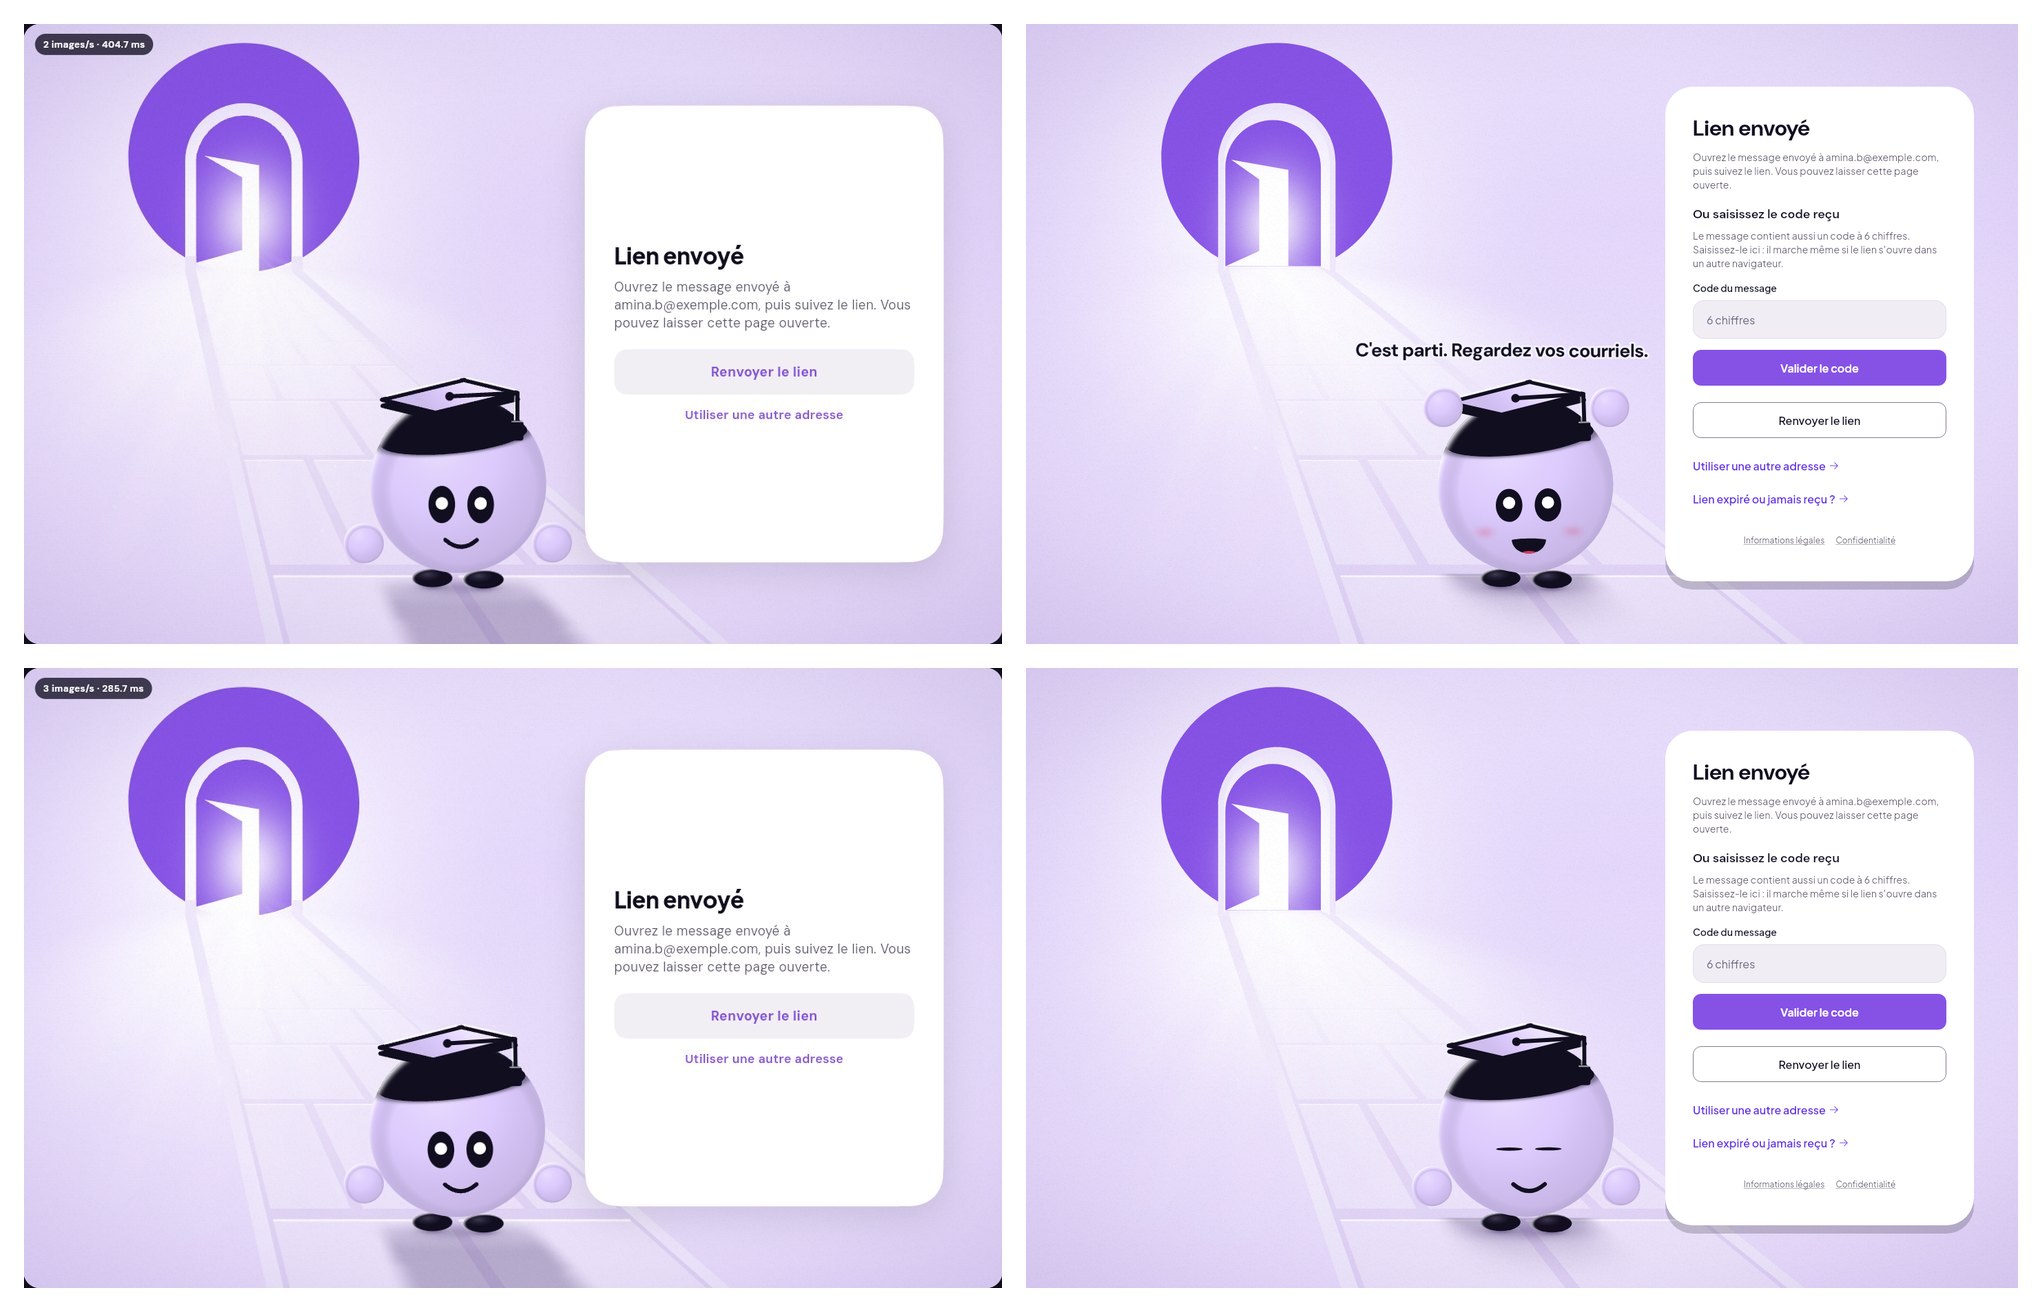 2 images/s · 404.7 ms
Lien envoyé
Ouvrez le message envoyé à
amina.b@exemple.com, puis suivez le lien. Vous
pouvez laisser cette page ouverte.
Renvoyer le lien
Utiliser une autre adresse
C'est parti. Regardez vos courriels.
Lien envoyé
Ouvrez le message envoyé à amina.b@exemple.com,
puis suivez le lien. Vous pouvez laisser cette page
ouverte.
Ou saisissez le code reçu
Le message contient aussi un code à 6 chiffres.
Saisissez-le ici : il marche même si le lien s'ouvre dans
un autre navigateur.
Code du message
6 chiffres
Valider le code
Renvoyer le lien
Utiliser une autre adresse →
Lien expiré ou jamais reçu ? →
Informations légales Confidentialité
3 images/s · 285.7 ms
Lien envoyé
Ouvrez le message envoyé à
amina.b@exemple.com, puis suivez le lien. Vous
pouvez laisser cette page ouverte.
Renvoyer le lien
Utiliser une autre adresse
Lien envoyé
Ouvrez le message envoyé à amina.b@exemple.com,
puis suivez le lien. Vous pouvez laisser cette page
ouverte.
Ou saisissez le code reçu
Le message contient aussi un code à 6 chiffres.
Saisissez-le ici : il marche même si le lien s'ouvre dans
un autre navigateur.
Code du message
6 chiffres
Valider le code
Renvoyer le lien
Utiliser une autre adresse →
Lien expiré ou jamais reçu ? →
Informations légales Confidentialité